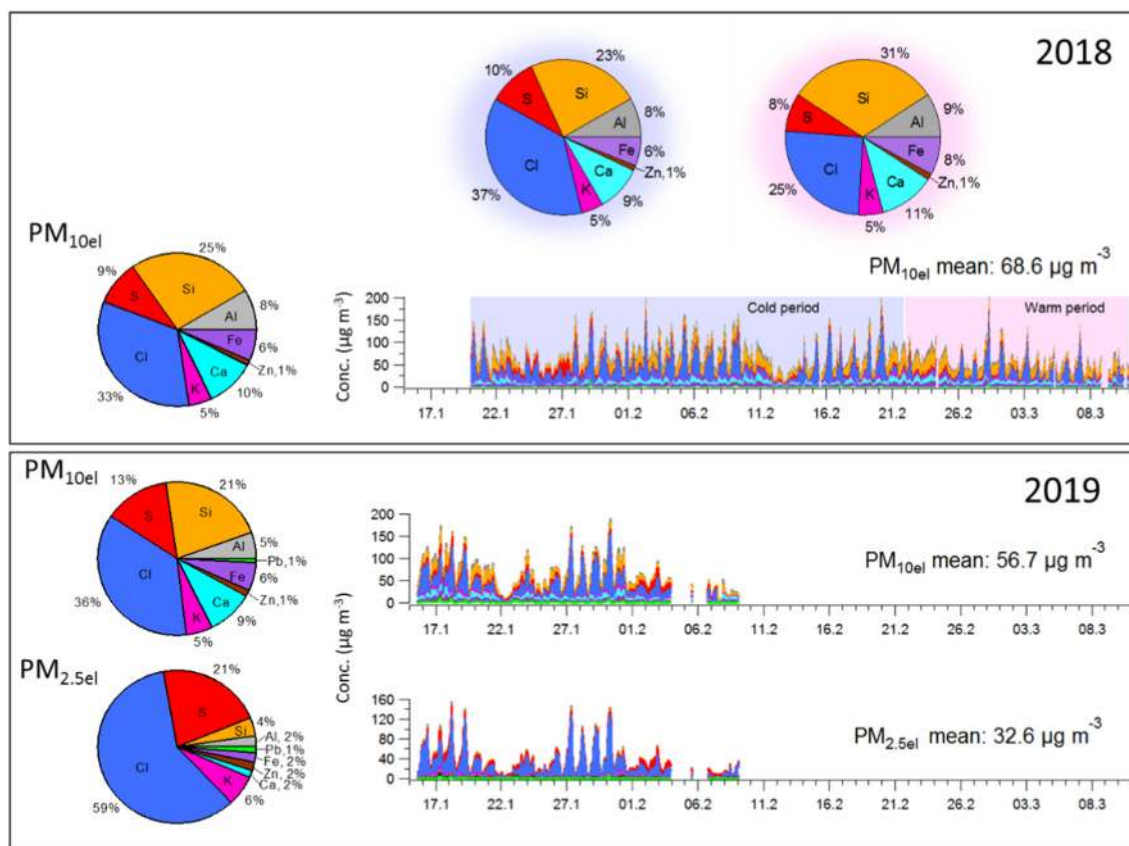 2018
23%
10%
S
Si
8%
Al
6%
Fe
Zn,1%
Ca
9%
K
5%
Cl
37%
31%
8%
S
Si
9%
Al
Fe
8%
Zn,1%
Ca
11%
K
5%
Cl
25%
PM10el
25%
9%
S
Si
8%
Al
Fe
6%
Zn,1%
Ca
10%
K
5%
Cl
33%
PM10el mean: 68.6 µg m-3
Conc. (µg m-3)
200
150
100
50
0
Cold period
Warm period
17.1 22.1 27.1 01.2 06.2 11.2 16.2 21.2 26.2 03.3 08.3
2019
PM10el
13%
21%
S
Si
Al
5%
Pb,1%
Fe
6%
Zn,1%
Ca
9%
K
5%
Cl
36%
200
150
100
50
0
PM10el mean: 56.7 µg m-3
17.1 22.1 27.1 01.2 06.2 11.2 16.2 21.2 26.2 03.3 08.3
Conc. (µg m-3)
PM2.5el
21%
S
4%
Si
Al, 2%
Pb,1%
Fe, 2%
Zn, 2%
Ca, 2%
K
6%
Cl
59%
160
120
80
40
0
PM2.5el mean: 32.6 µg m-3
17.1 22.1 27.1 01.2 06.2 11.2 16.2 21.2 26.2 03.3 08.3